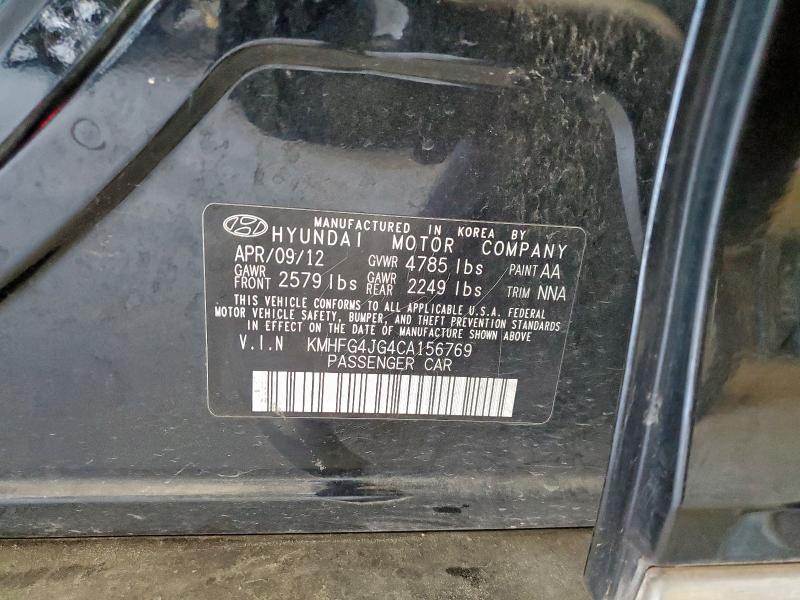 MANUFACTURED IN KOREA BY
HYUNDAI MOTOR COMPANY
APR/09/12 GVWR 4785 lbs PAINT AA
GAWR FRONT 2579 lbs GAWR REAR 2249 lbs TRIM NNA
THIS VEHICLE CONFORMS TO ALL APPLICABLE U.S.A. FEDERAL
MOTOR VEHICLE SAFETY, BUMPER, AND THEFT PREVENTION STANDARDS
IN EFFECT ON THE DATE OF MANUFACTURE SHOWN ABOVE
V.I.N KMHFG4JG4CA156769
PASSENGER CAR